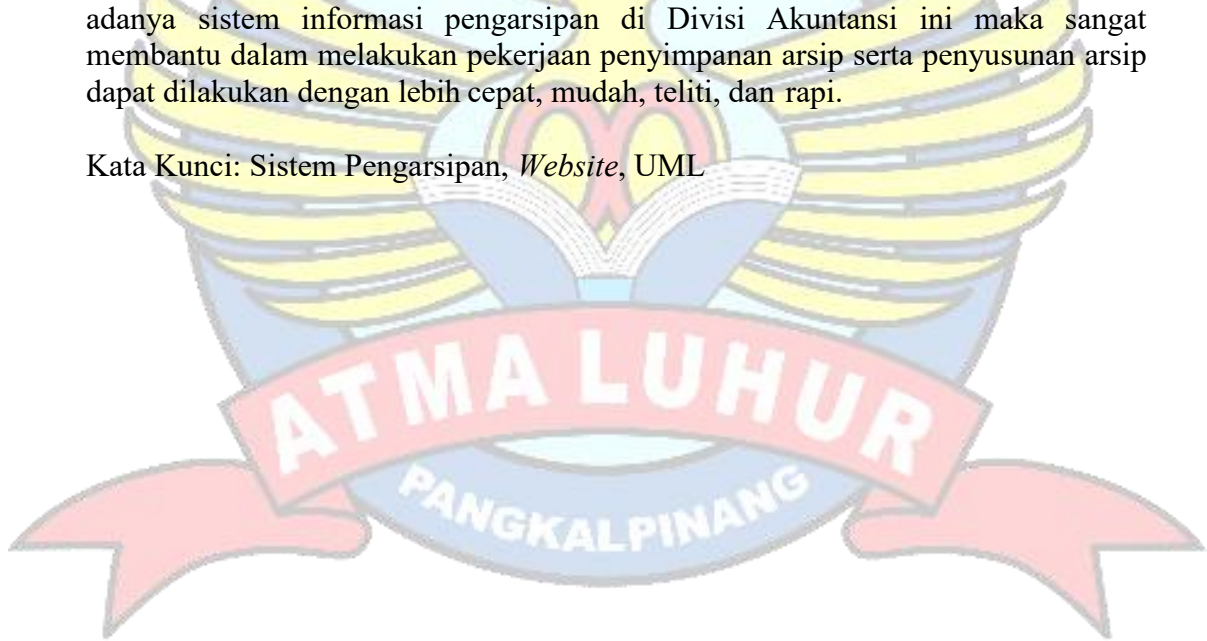 adanya sistem informasi pengarsipan di Divisi Akuntansi ini maka sangat
membantu dalam melakukan pekerjaan penyimpanan arsip serta penyusunan arsip
dapat dilakukan dengan lebih cepat, mudah, teliti, dan rapi.
Kata Kunci: Sistem Pengarsipan, Website, UML
ATMA LUHUR
PANGKALPINANG